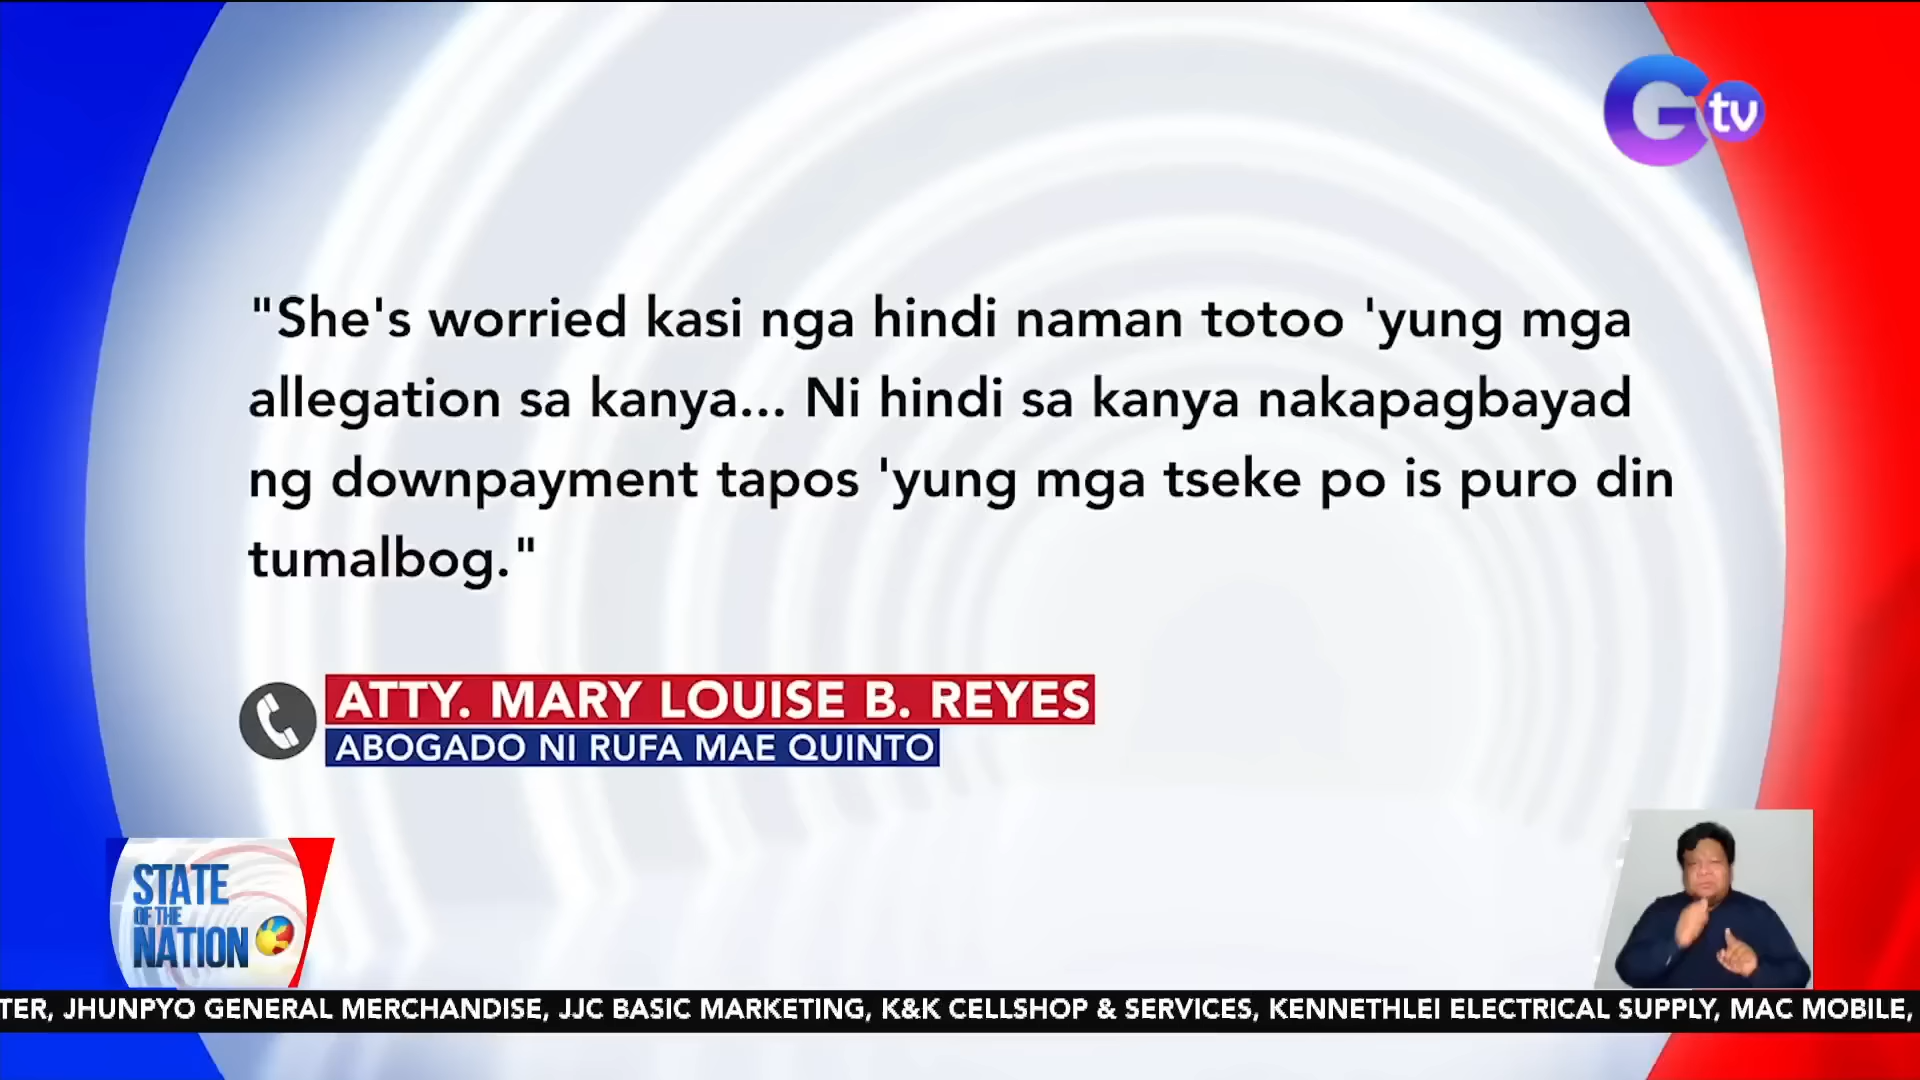 Gtv
"She's worried kasi nga hindi naman totoo 'yung mga
allegation sa kanya... Ni hindi sa kanya nakapagbayad
ng downpayment tapos 'yung mga tseke po is puro din
tumalbog."
ATTY. MARY LOUISE B. REYES
ABOGADO NI RUFA MAE QUINTO
STATE
OF THE
NATION
TER, JHUNPYO GENERAL MERCHANDISE, JJC BASIC MARKETING, K&K CELLSHOP & SERVICES, KENNETHLEI ELECTRICAL SUPPLY, MAC MOBILE,